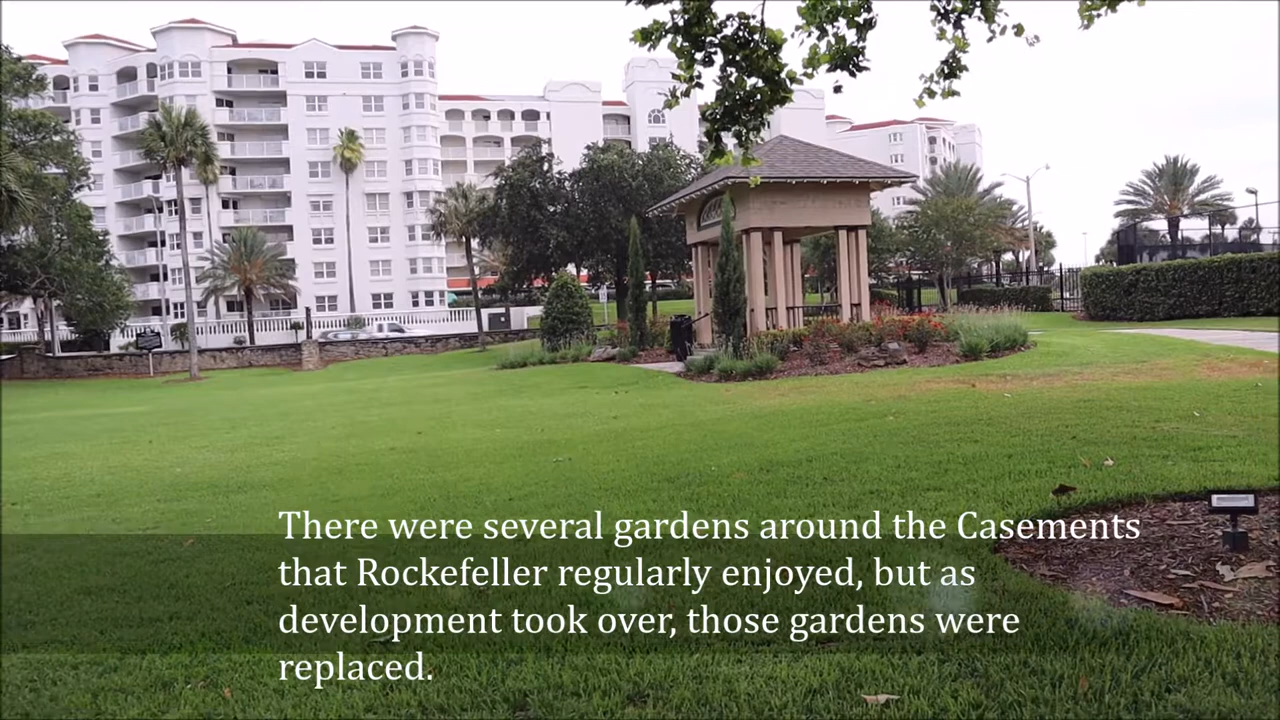 There were several gardens around the Casements
that Rockefeller regularly enjoyed, but as
development took over, those gardens were
replaced.